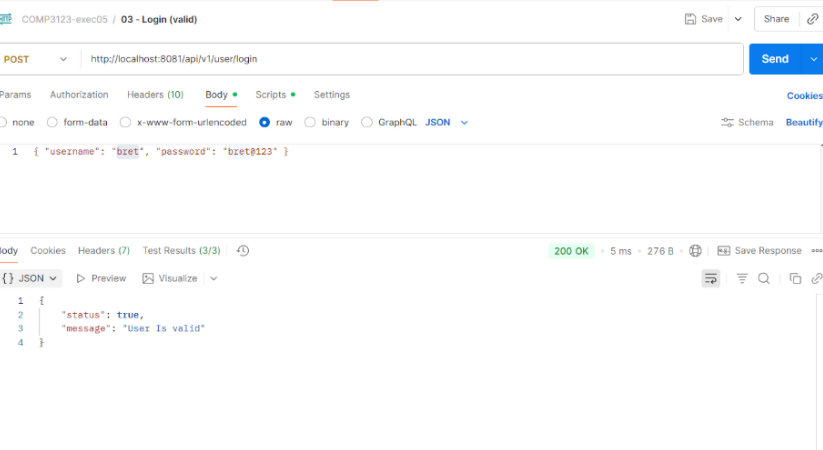 COMP3123-exec05 / 03 - Login (valid) Save Share
POST http://localhost:8081/api/v1/user/login Send
Params Authorization Headers (10) Body Scripts Settings Cookies
none form-data x-www-form-urlencoded raw binary GraphQL JSON Schema Beautify
1 { "username": "bret", "password": "bret@123" }
Body Cookies Headers (7) Test Results (3/3) 200 OK • 5 ms • 276 B • Save Response
{} JSON Preview Visualize
1 {
2 "status": true,
3 "message": "User Is valid"
4 }